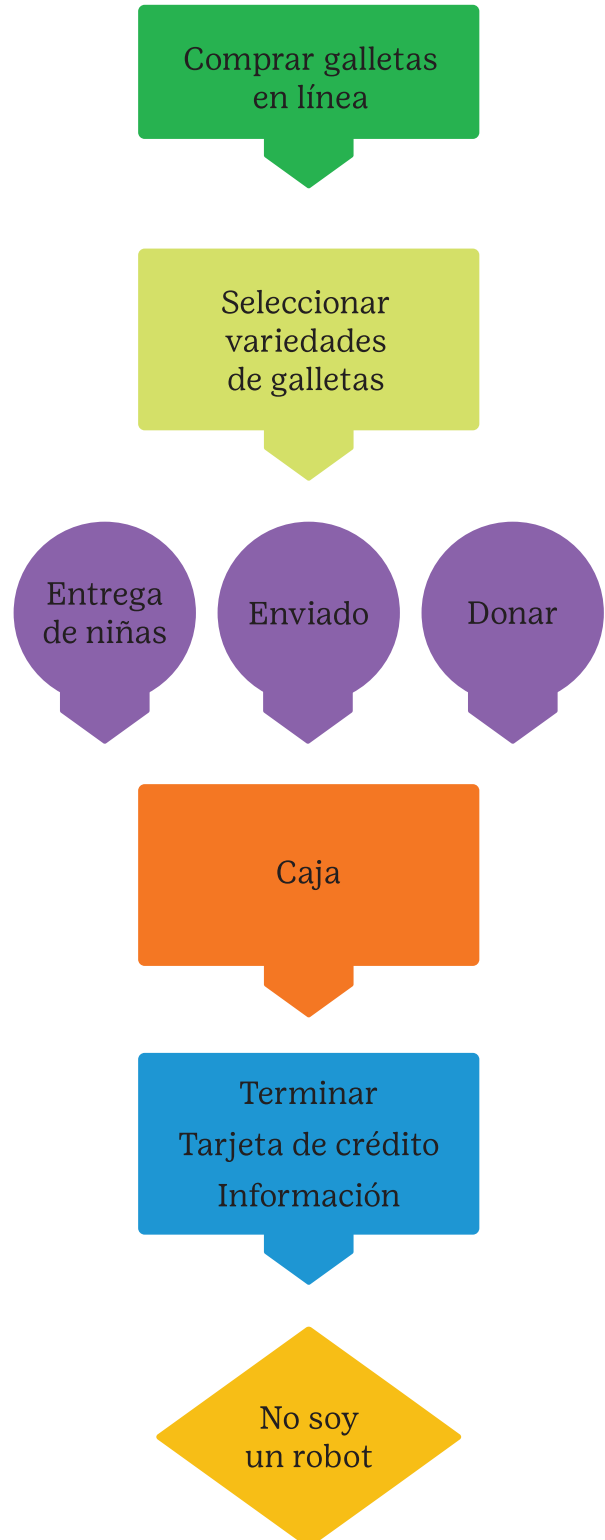 Comprar galletas
en línea
Seleccionar
variedades
de galletas
Entrega
de niñas
Enviado
Donar
Caja
Terminar
Tarjeta de crédito
Información
No soy
un robot